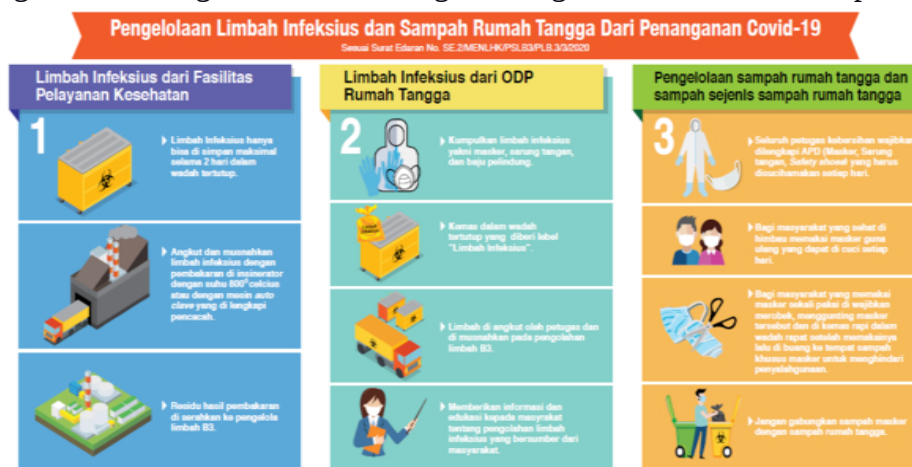 Pengelolaan Limbah Infeksius dan Sampah Rumah Tangga Dari Penanganan Covid-19
Sesuai Surat Edaran No. SE.2/MENLHK/PSLB3/PLB.3/3/2020
Limbah Infeksius dari Fasilitas
Pelayanan Kesehatan
1
Limbah Infeksius hanya
bisa di simpan maksimal
selama 2 hari dalam
wadah tertutup.
Angkut dan musnahkan
limbah infeksius dengan
pembakaran di insinerator
dengan suhu 800°celcius
atau dengan mesin auto
clave yang di lengkapi
pencacah.
Residu hasil pembakaran
di serahkan ke pengelola
limbah B3.
Limbah Infeksius dari ODP
Rumah Tangga
2
Kumpulkan limbah infeksius
yakni masker, sarung tangan,
dan baju pelindung.
Kemas dalam wadah
tertutup yang diberi lebel
"Limbah Infeksius".
Limbah di angkut oleh petugas dan
di musnahkan pada pengolahan
limbah B3.
Memberikan informasi dan
edukasi kepada masyrakat
tentang pengolahan limbah
infeksius yang bersumber dari
masyarakat.
Pengelolaan sampah rumah tangga dan
sampah sejenis sampah rumah tangga
3
Seluruh petugas kebersihan wajibkan
dilengkapi APD (Masker, Sarung
tangan, Safety shoes) yang harus
disucihamakan setiap hari.
Bagi masyarakat yang sehat di
himbau memakai masker guna
ulang yang dapat di cuci setiap
hari.
Bagi masyarakat yang memakai
masker sekali pakai di wajibkan
merobek, menggunting masker
tersebut dan di kemas rapi dalam
wadah rapat setelah memakainya
lalu di buang ke tempat sampah
khusus masker untuk menghindari
penyalahgunaan.
Jangan gabungkan sampah masker
dengan sampah rumah tangga.